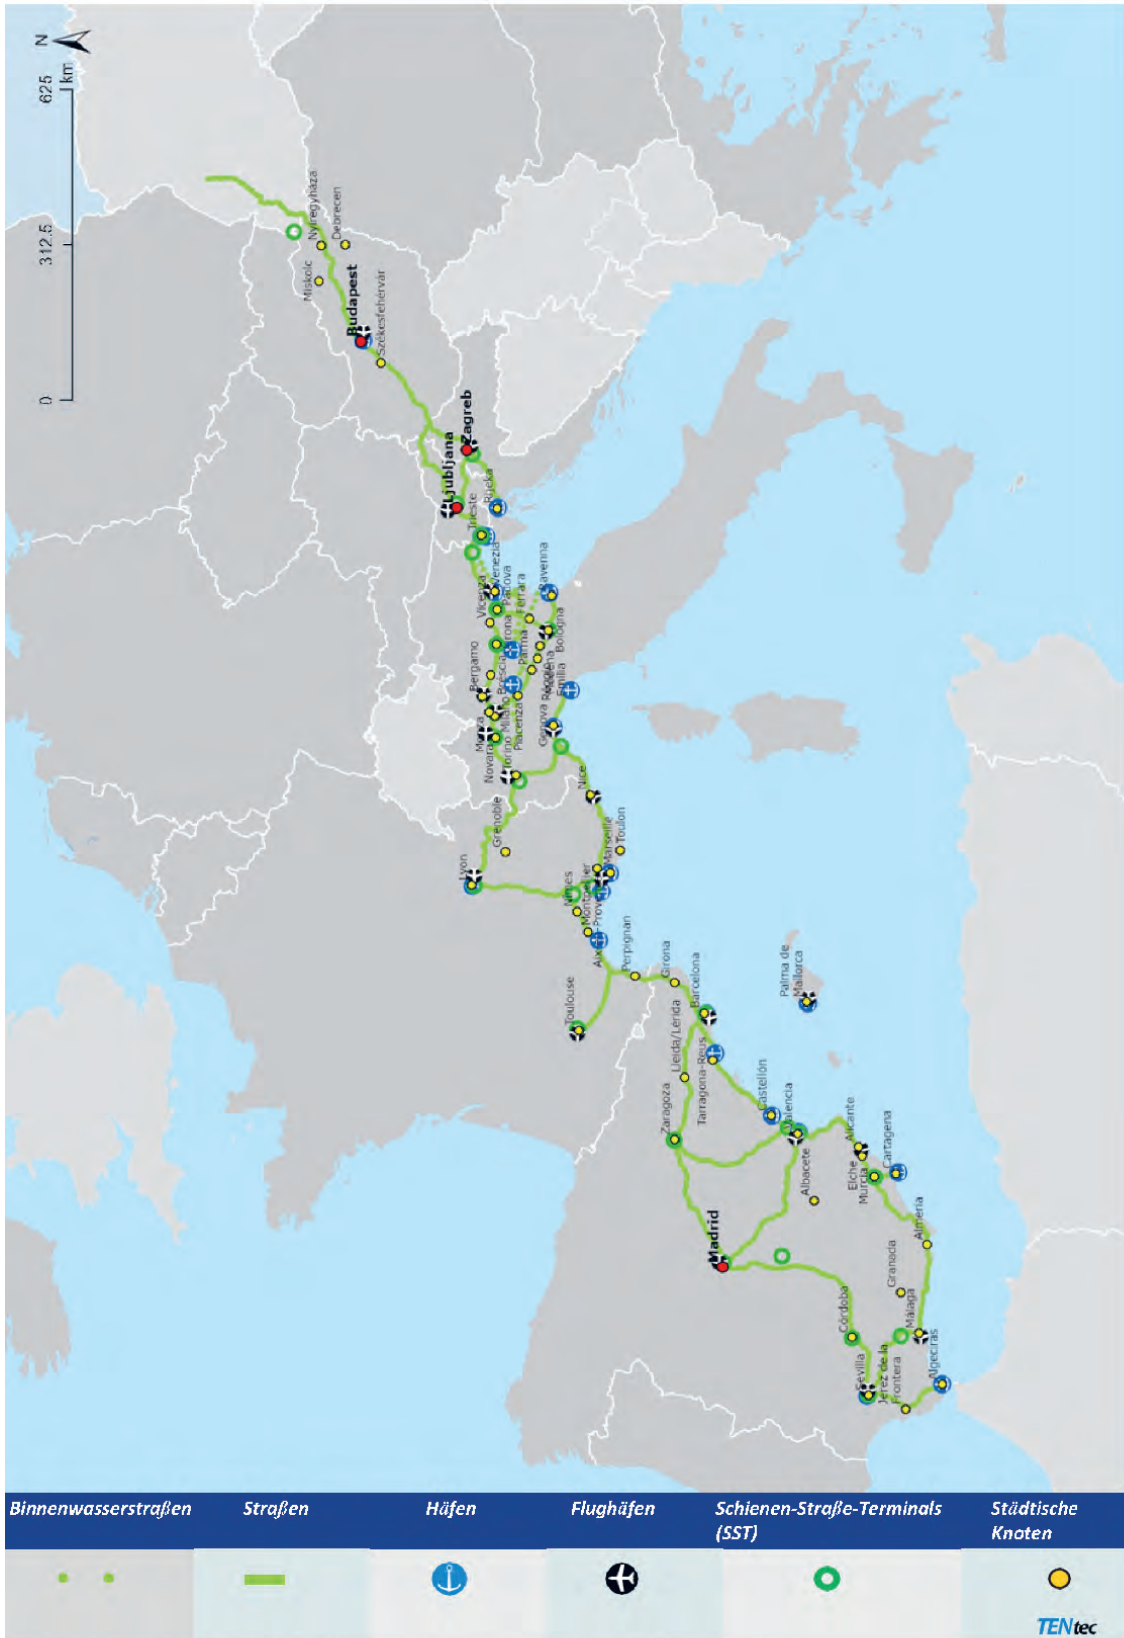 N
0
312.5
625
km
Nyíregyháza
Debrecen
Miskolc
Budapest
Székesfehérvár
Zagreb
Ljubljana
Rijeka
Trieste
Venezia
Padova
Vicenza
Ferrara
Ravenna
Bologna
Parma
Bergamo
Brescia
Milano
Piacenza
Emilia
Genova
Novara
Torino
Nice
Grenoble
Lyon
Marseille
Toulon
Nîmes
Montpellier
Perpignan
Toulouse
Girona
Barcelona
Lleida/Lérida
Tarragona-Reus
Zaragoza
Palma de
Mallorca
Castellón
Valencia
Albacete
Alicante
Elche
Murcia
Cartagena
Madrid
Almería
Granada
Málaga
Córdoba
Sevilla
Jerez de la
Frontera
Algeciras
Binnenwasserstraßen
Straßen
Häfen
Flughäfen
Schienen-Straße-Terminals
(SST)
Städtische
Knoten
TENtec